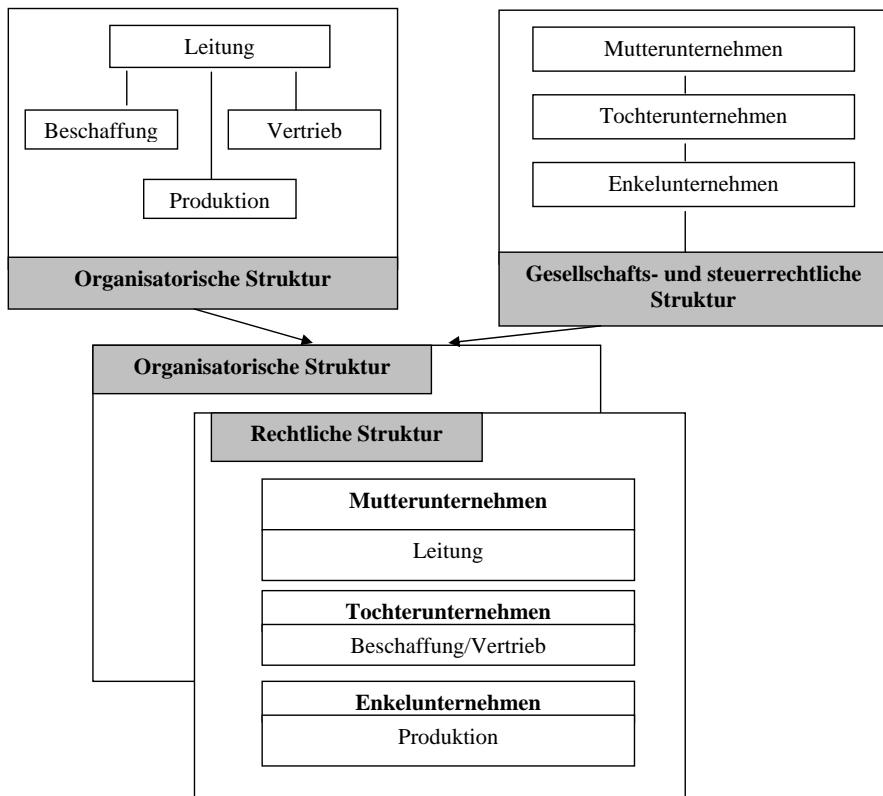 Leitung
Beschaffung
Vertrieb
Produktion
Organisatorische Struktur
Mutterunternehmen
Tochterunternehmen
Enkelunternehmen
Gesellschafts- und steuerrechtliche
Struktur
Organisatorische Struktur
Rechtliche Struktur
Mutterunternehmen
Leitung
Tochterunternehmen
Beschaffung/Vertrieb
Enkelunternehmen
Produktion